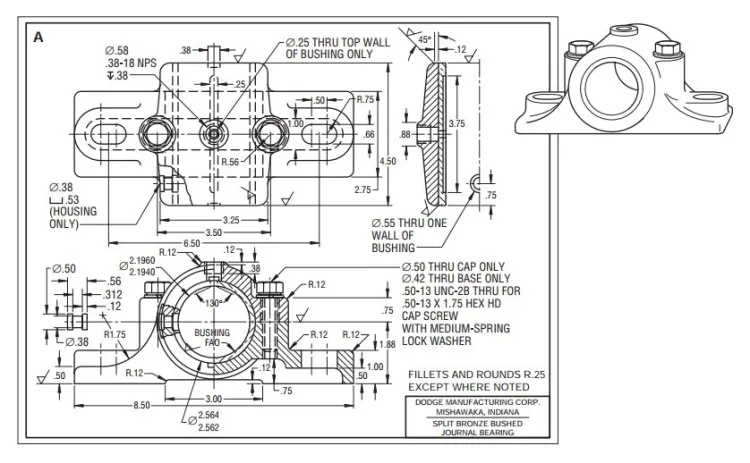 A
∅.58
.38-18 NPS
↧.38
.38
∅.25 THRU TOP WALL
OF BUSHING ONLY
45°
.12
.25
.50
R.75
1.00
.66
.88
3.75
4.50
R.56
2.75
.75
∅.38
⌴.53
(HOUSING
ONLY)
3.25
3.50
6.50
∅.55 THRU ONE
WALL OF
BUSHING
R.12
.12
.38
∅2.1960
2.1940
∅.50
.56
.312
.12
130°
R.12
∅.50 THRU CAP ONLY
∅.42 THRU BASE ONLY
.50-13 UNC-2B THRU FOR
.50-13 X 1.75 HEX HD
CAP SCREW
WITH MEDIUM-SPRING
LOCK WASHER
.75
∅.38
R1.75
BUSHING
FAO
R.12
R.12
1.88
.50
R.12
.12
.75
1.00
.50
3.00
8.50
∅2.564
2.562
FILLETS AND ROUNDS R.25
EXCEPT WHERE NOTED
DODGE MANUFACTURING CORP.
MISHAWAKA, INDIANA
SPLIT BRONZE BUSHED
JOURNAL BEARING